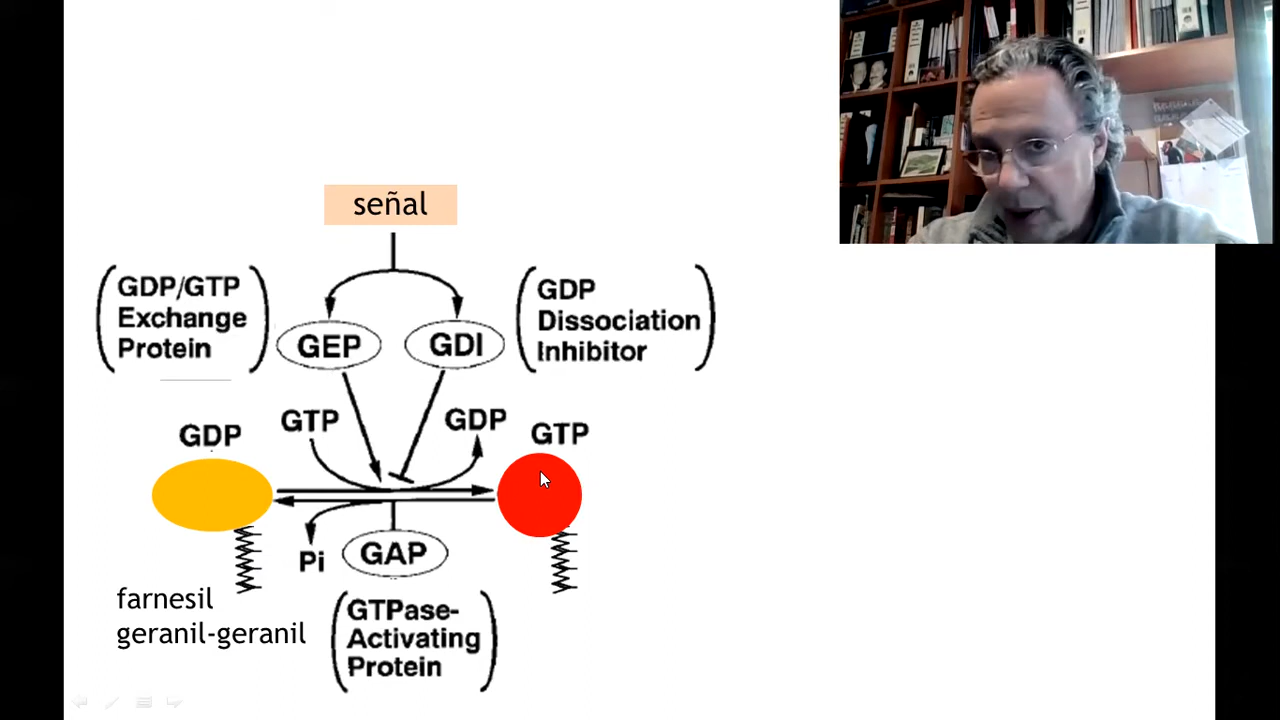 señal
GDP/GTP
Exchange
Protein
GEP
GDI
GDP
Dissociation
Inhibitor
GDP
GTP
GDP
GTP
Pi
GAP
farnesil
geranil-geranil
GTPase-
Activating
Protein